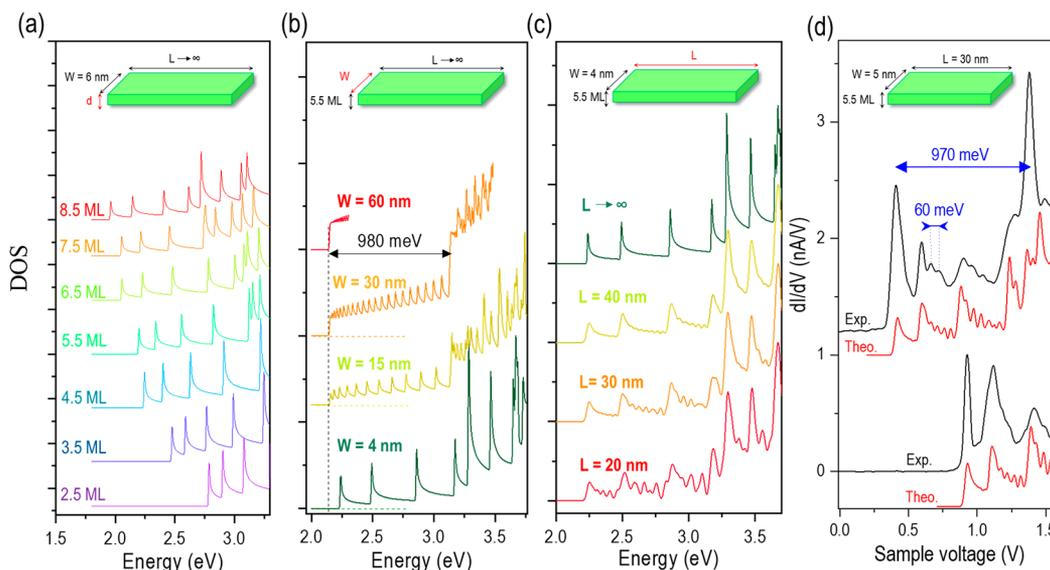 (a)
L → ∞
W = 6 nm
d
DOS
8.5 ML
7.5 ML
6.5 ML
5.5 ML
4.5 ML
3.5 ML
2.5 ML
1.5 2.0 2.5 3.0
Energy (eV)
(b)
L → ∞
W
5.5 ML
W = 60 nm
980 meV
W = 30 nm
W = 15 nm
W = 4 nm
2.0 2.5 3.0 3.5
Energy (eV)
(c)
L
W = 4 nm
5.5 ML
L → ∞
L = 40 nm
L = 30 nm
L = 20 nm
2.0 2.5 3.0 3.5
Energy (eV)
(d)
L = 30 nm
W = 5 nm
5.5 ML
970 meV
60 meV
dI/dV (nA/V)
3
2
1
0
Exp.
Theo.
Exp.
Theo.
0.0 0.5 1.0 1.5
Sample voltage (V)